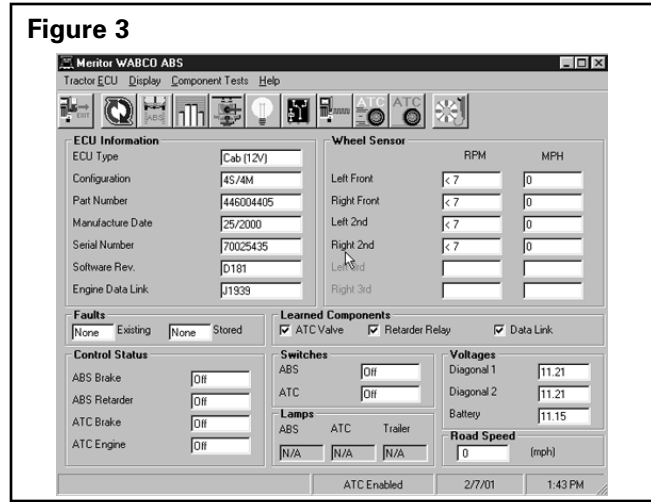 Figure 3
Meritor WABCO ABS
Tractor ECU Display Component Tests Help
EXIT ABS ATC ATC
ECU Information
ECU Type Cab (12V)
Configuration 4S/4M
Part Number 446004405
Manufacture Date 25/2000
Serial Number 70025435
Software Rev. D181
Engine Data Link J1939
Wheel Sensor
RPM MPH
Left Front < 7 0
Right Front < 7 0
Left 2nd < 7 0
Right 2nd < 7 0
Left 3rd
Right 3rd
Faults
None Existing None Stored
Learned Components
ATC Valve Retarder Relay Data Link
Control Status
ABS Brake Off
ABS Retarder Off
ATC Brake Off
ATC Engine Off
Switches
ABS Off
ATC Off
Lamps
ABS ATC Trailer
N/A N/A N/A
Voltages
Diagonal 1 11.21
Diagonal 2 11.21
Battery 11.15
Road Speed
0 (mph)
ATC Enabled 2/7/01 1:43 PM